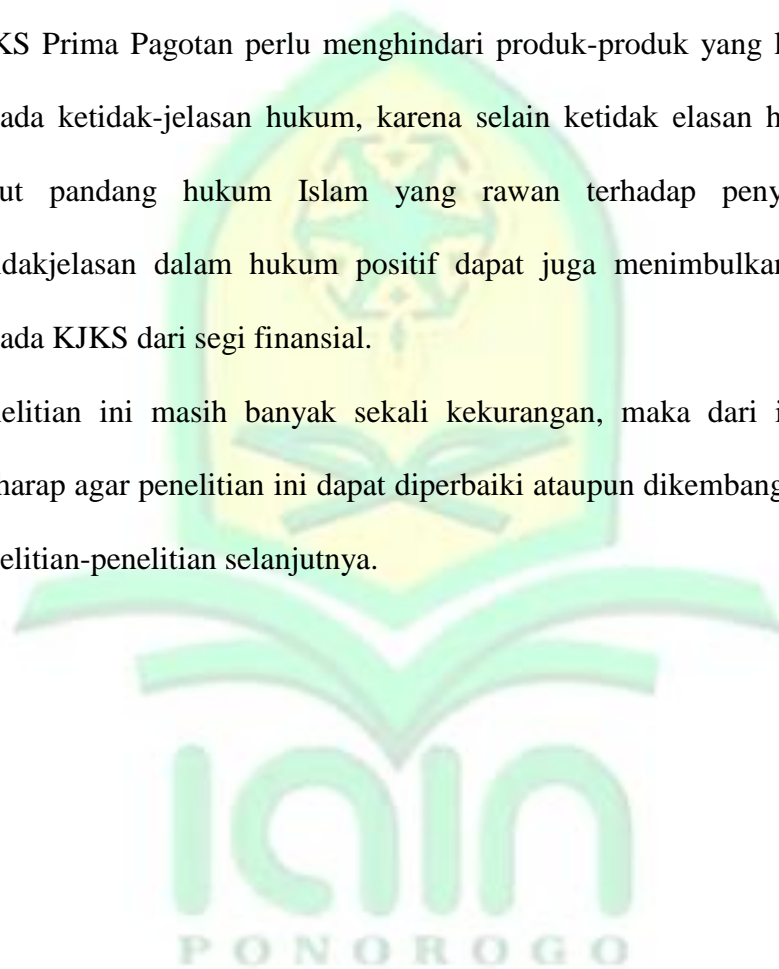 KS Prima Pagotan perlu menghindari produk-produk yang
ada ketidak-jelasan hukum, karena selain ketidak elasan h
ut pandang hukum Islam yang rawan terhadap peny
dakjelasan dalam hukum positif dapat juga menimbulkan
ada KJKS dari segi finansial.
elitian ini masih banyak sekali kekurangan, maka dari i
harap agar penelitian ini dapat diperbaiki ataupun dikembang
elitian-penelitian selanjutnya.
iain
PONOROGO